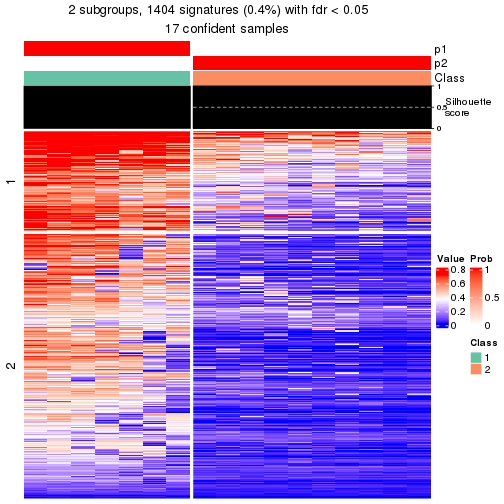 2 subgroups, 1404 signatures (0.4%) with fdr < 0.05
17 confident samples
p1
p2
Class
1
0.5
0
Silhouette
score
1
2
Value
0.8
0.6
0.4
0.2
0
Prob
1
0.5
0
Class
1
2